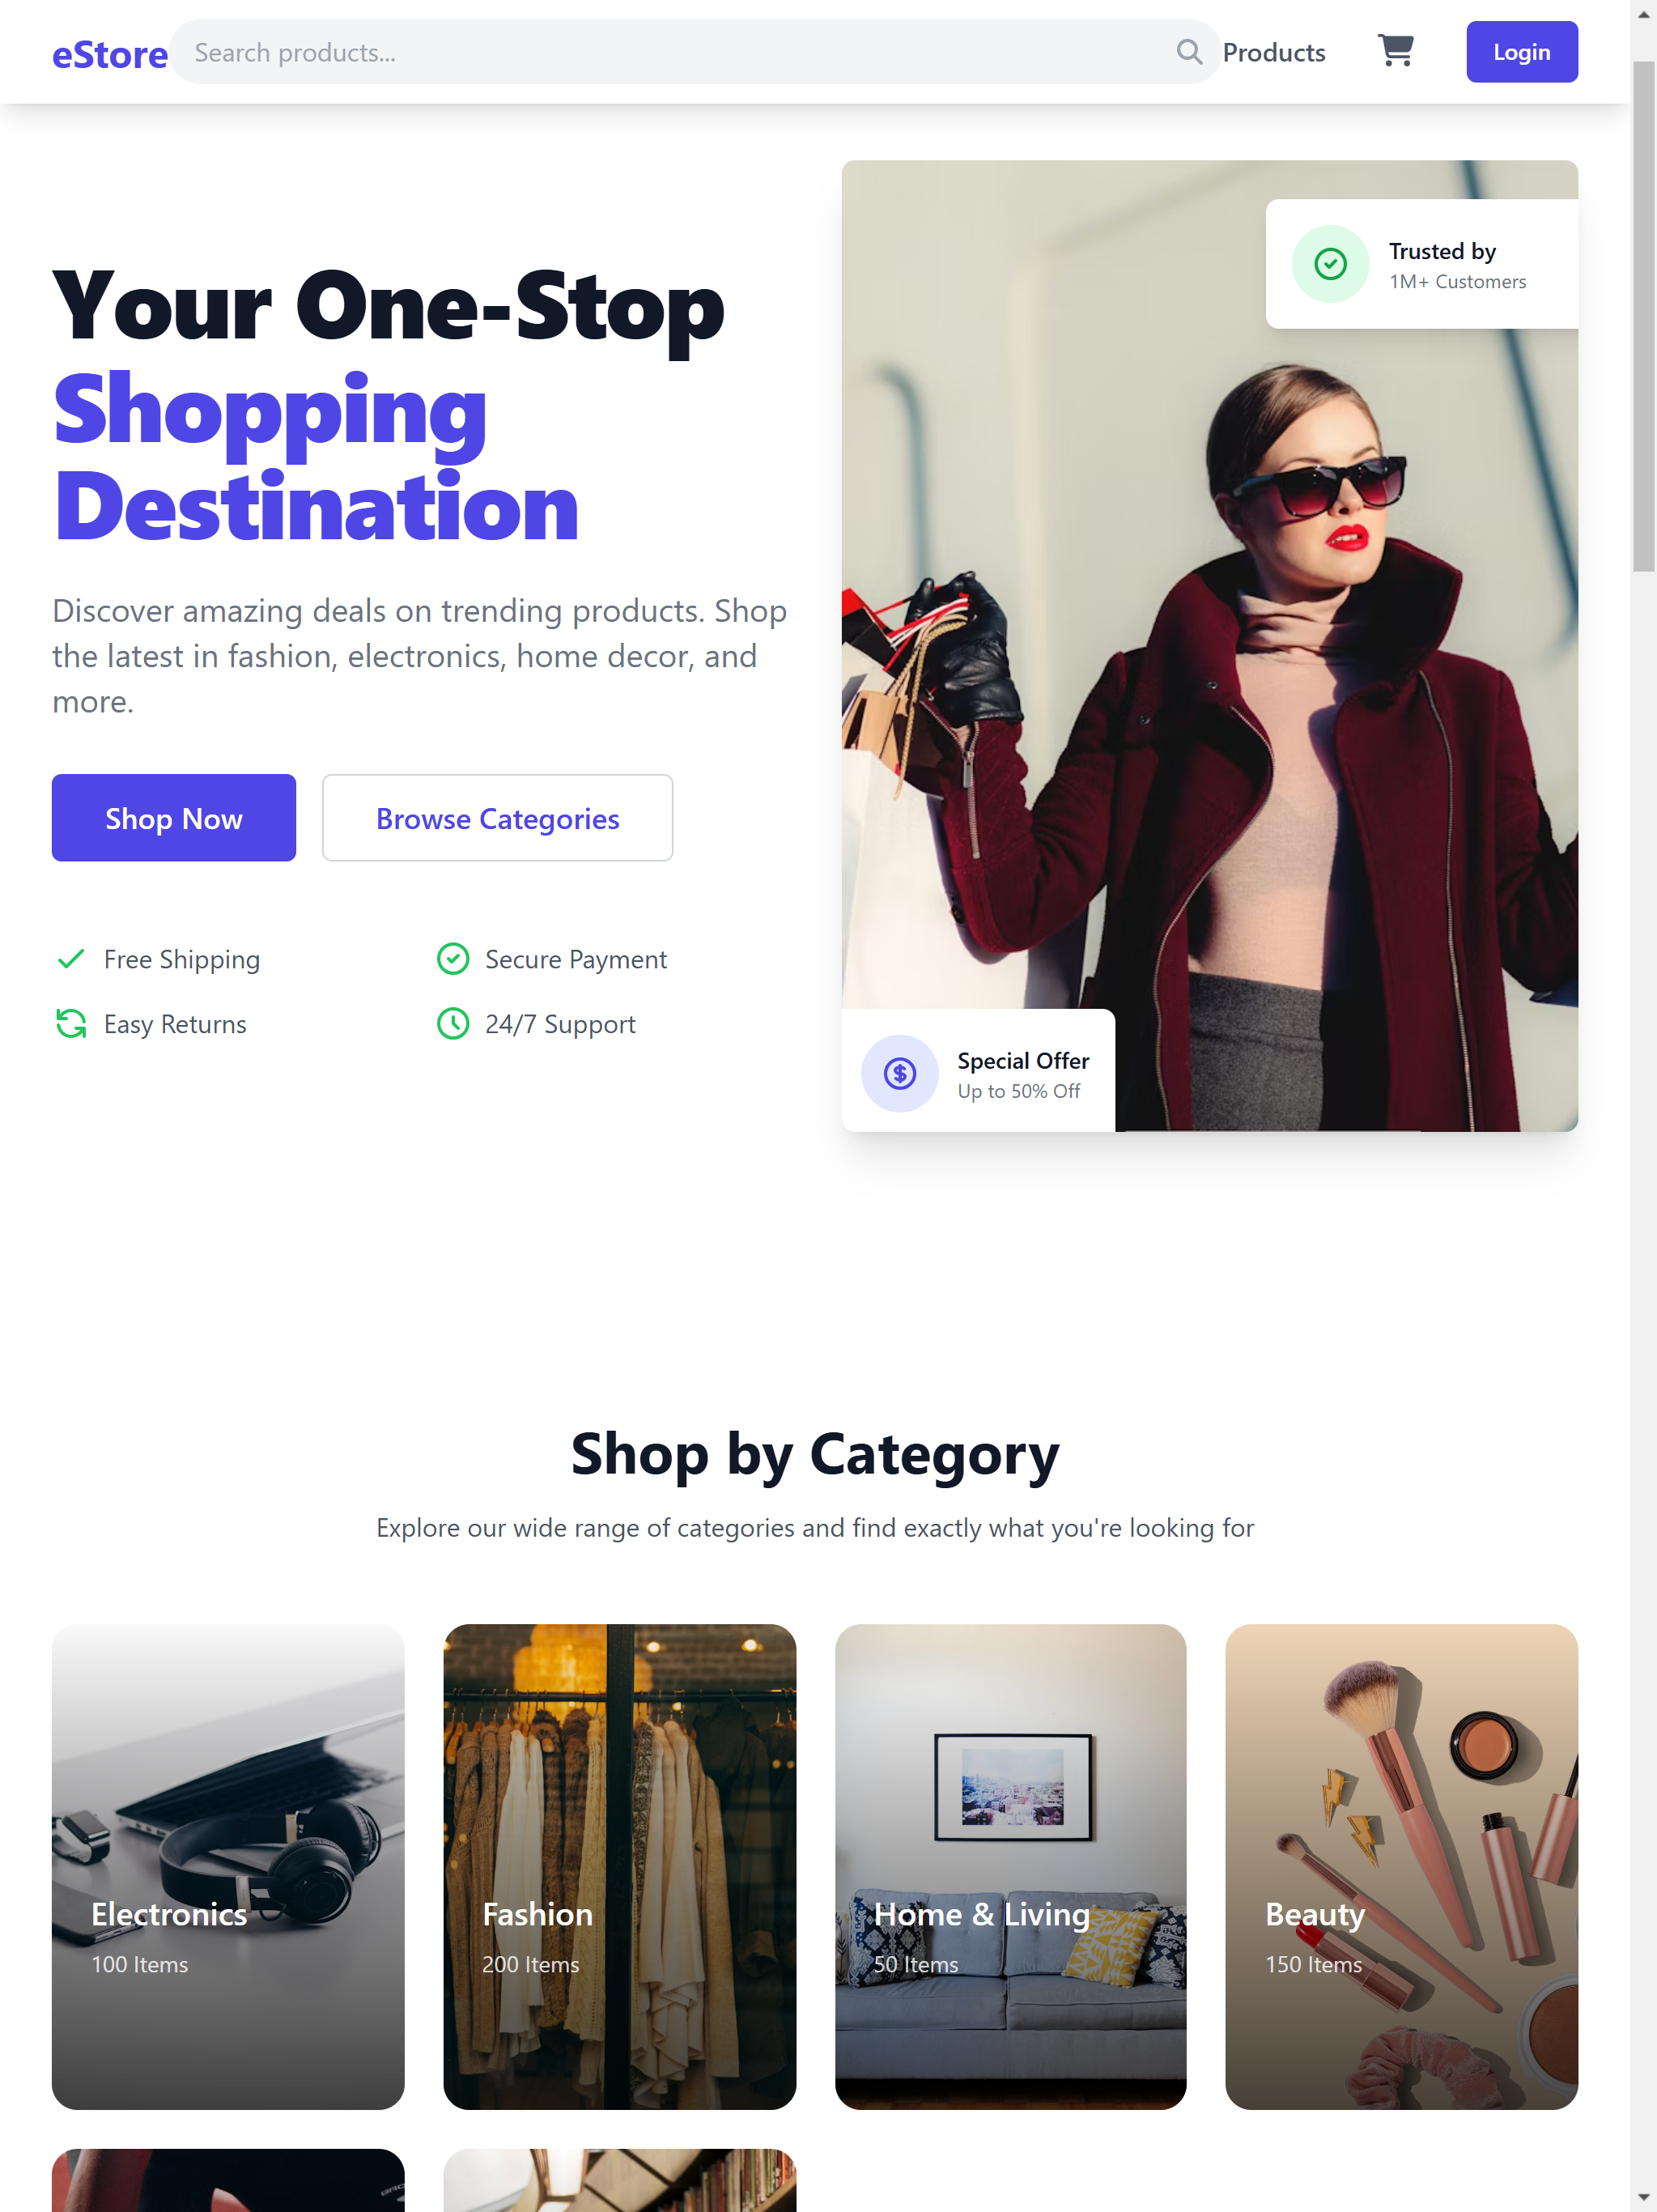 eStore
Search products...
Products
Login
Your One-Stop
Shopping
Destination
Discover amazing deals on trending products. Shop
the latest in fashion, electronics, home decor, and
more.
Shop Now
Browse Categories
Free Shipping
Secure Payment
Easy Returns
24/7 Support
Trusted by
1M+ Customers
Special Offer
Up to 50% Off
Shop by Category
Explore our wide range of categories and find exactly what you're looking for
Electronics
100 Items
Fashion
200 Items
Home & Living
50 Items
Beauty
150 Items